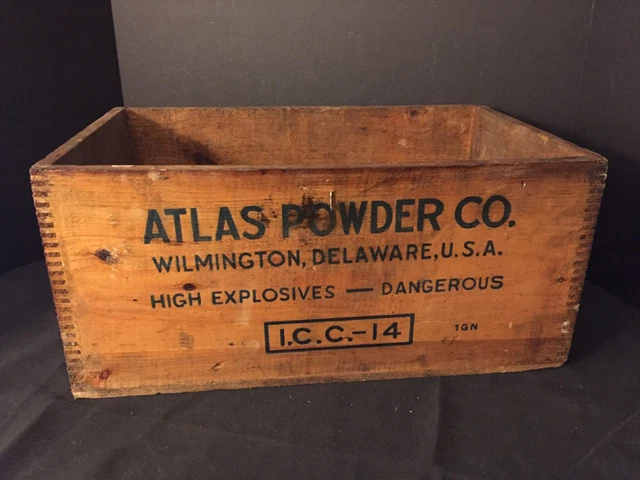 ATLAS POWDER CO.
WILMINGTON, DELAWARE, U.S.A.
HIGH EXPLOSIVES — DANGEROUS
I.C.C.-14 1GN